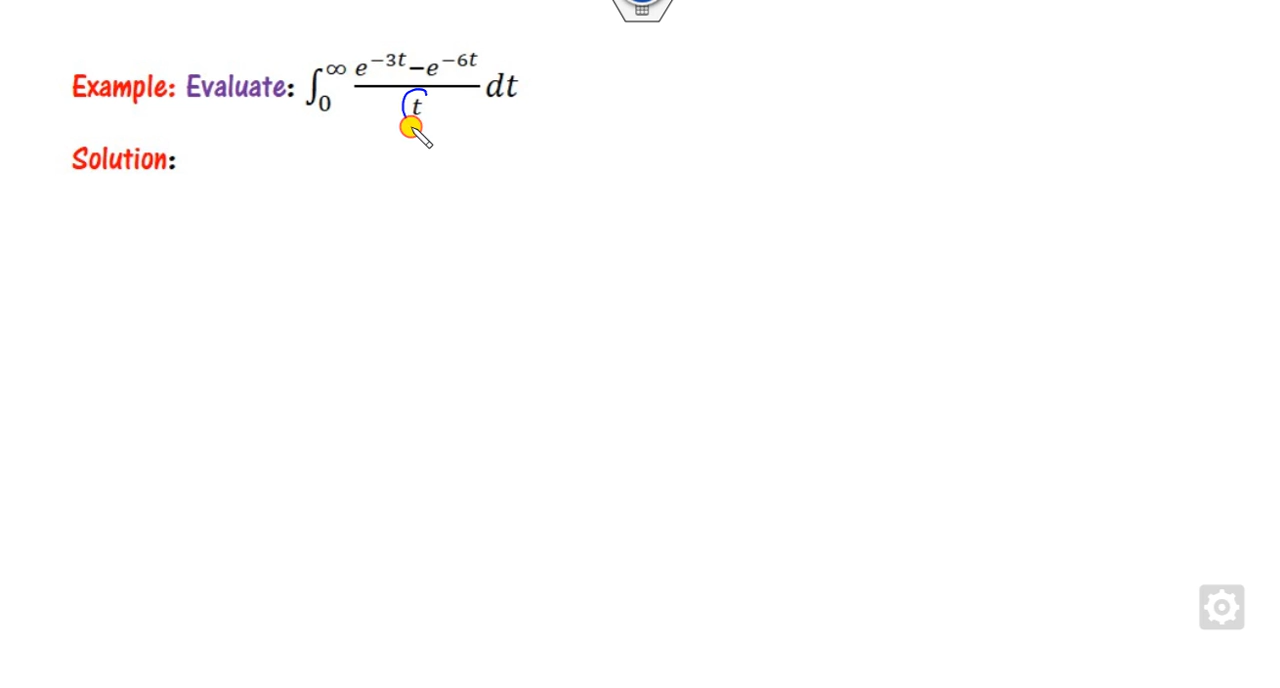 Example: Evaluate: ∫₀^∞ (e^{−3t}−e^{−6t})/t dt
Solution: